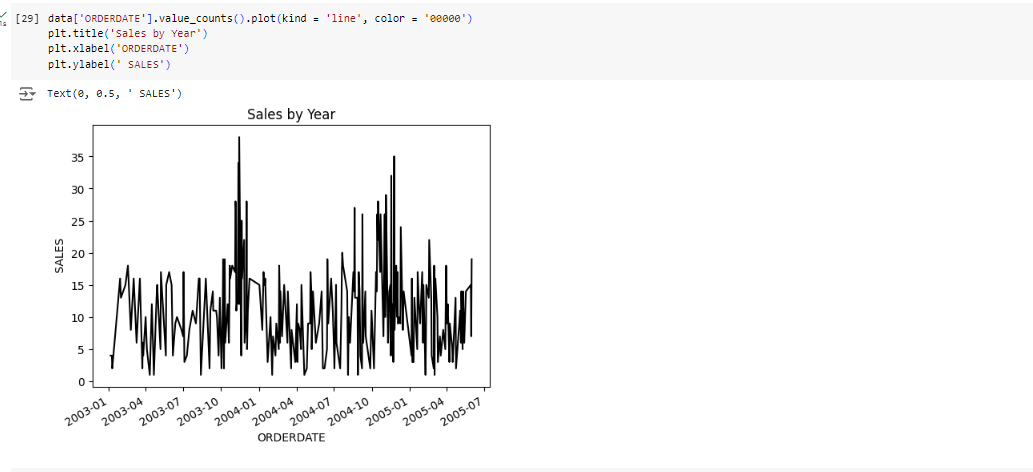 [29] data['ORDERDATE'].value_counts().plot(kind = 'line', color = '00000')
plt.title('Sales by Year')
plt.xlabel('ORDERDATE')
plt.ylabel(' SALES')
Text(0, 0.5, ' SALES')
Sales by Year
SALES
35
30
25
20
15
10
5
0
2003-01
2003-04
2003-07
2003-10
2004-01
2004-04
2004-07
2004-10
2005-01
2005-04
2005-07
ORDERDATE